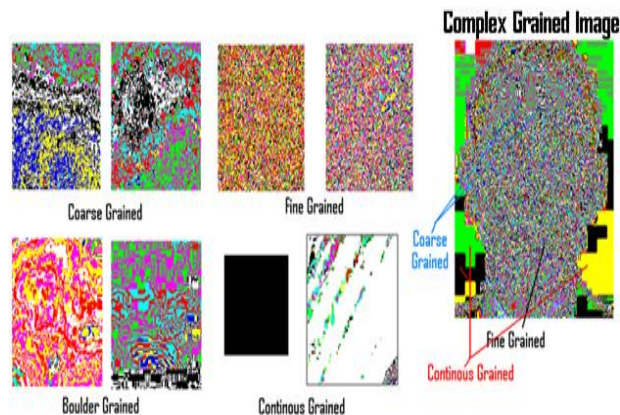 Complex Grained Image
Coarse Grained
Fine Grained
Coarse
Grained
Fine Grained
Continous Grained
Boulder Grained
Continous Grained